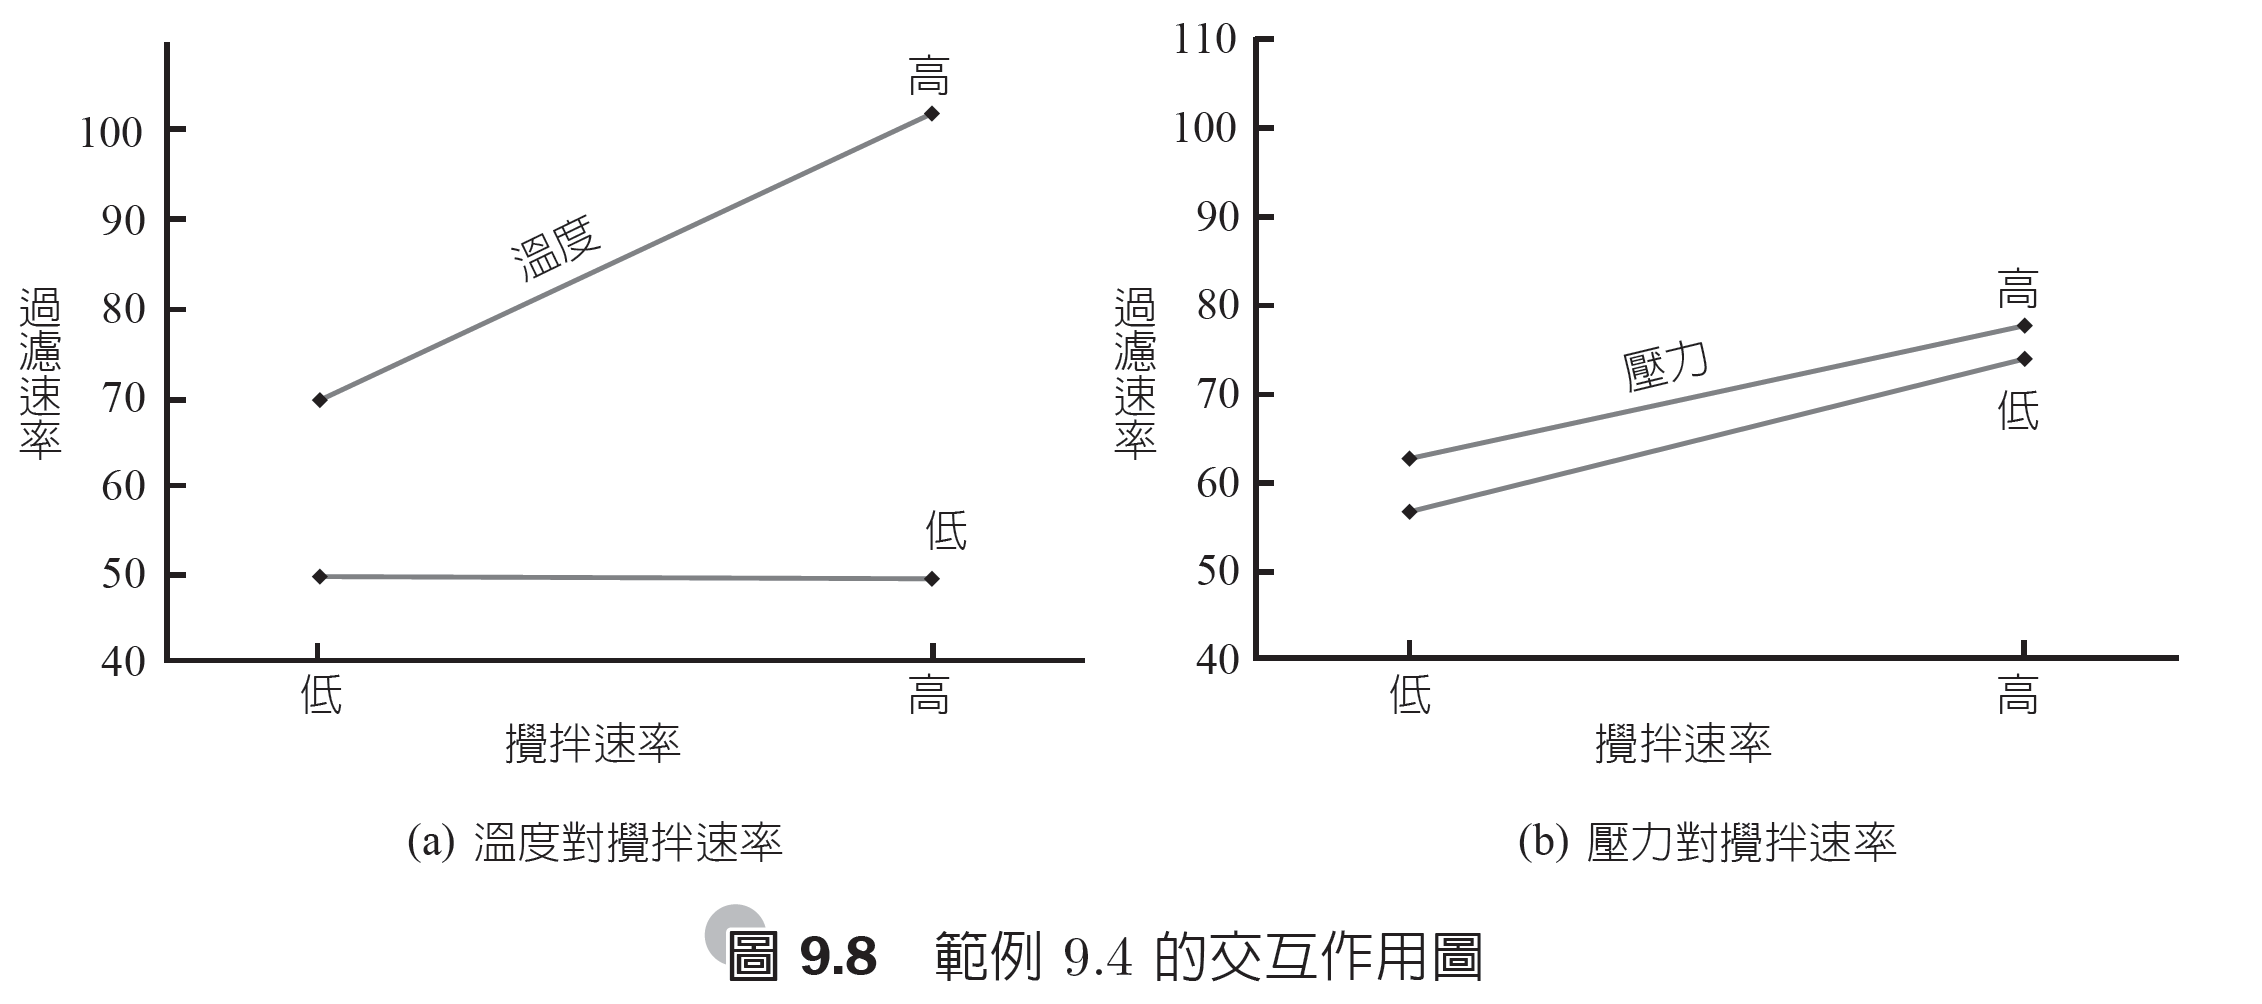 高
100
90
80
70
60
50
40
過濾速率
溫度
低
低
高
攪拌速率
(a) 溫度對攪拌速率
110
100
90
80
70
60
50
40
過濾速率
高
壓力
低
低
高
攪拌速率
(b) 壓力對攪拌速率
圖 9.8 範例 9.4 的交互作用圖